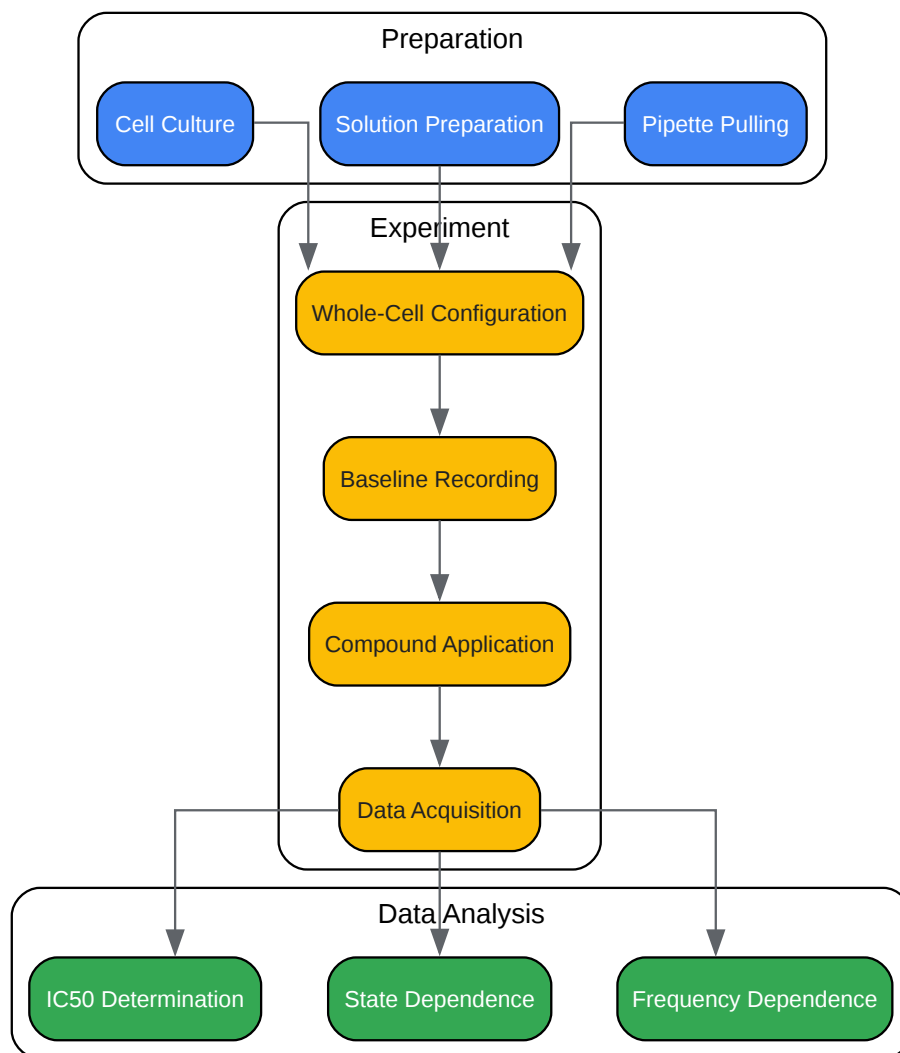 Preparation
Cell Culture
Solution Preparation
Pipette Pulling
Experiment
Whole-Cell Configuration
Baseline Recording
Compound Application
Data Acquisition
Data Analysis
IC50 Determination
State Dependence
Frequency Dependence